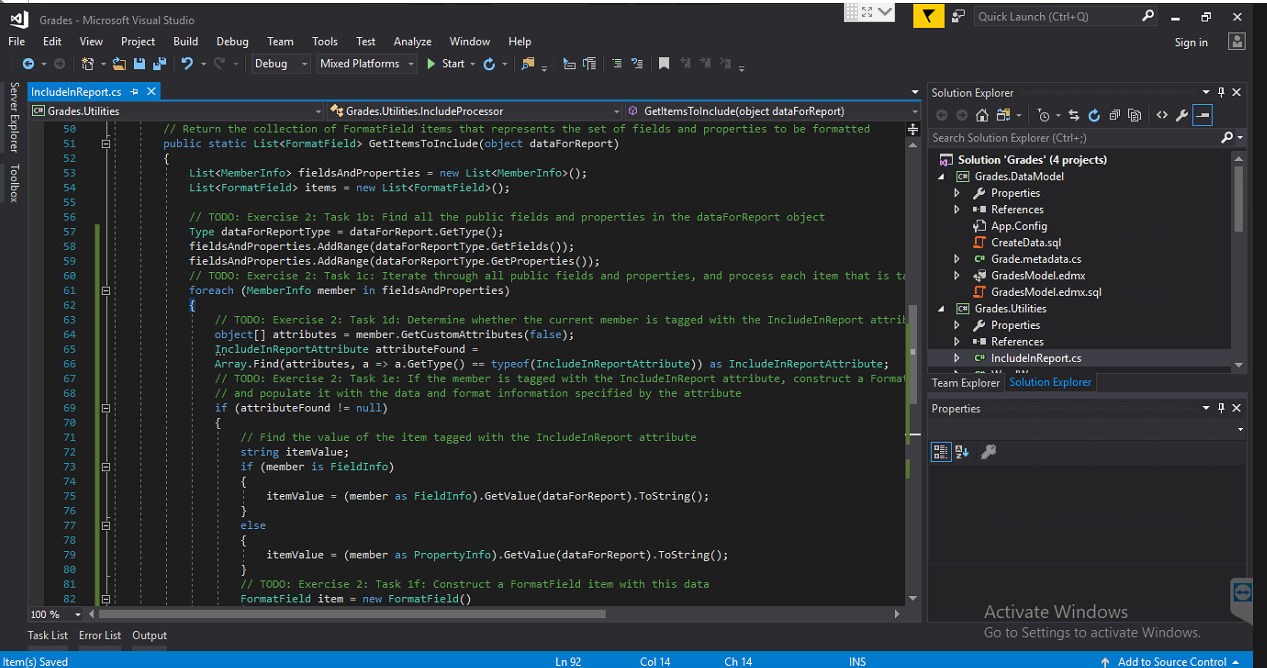 Grades - Microsoft Visual Studio
Quick Launch (Ctrl+Q)
File Edit View Project Build Debug Team Tools Test Analyze Window Help
Sign in
Debug Mixed Platforms Start
Server Explorer
Toolbox
IncludeInReport.cs
Grades.Utilities Grades.Utilities.IncludeProcessor GetItemsToInclude(object dataForReport)
50 // Return the collection of FormatField items that represents the set of fields and properties to be formatted
51 public static List<FormatField> GetItemsToInclude(object dataForReport)
52 {
53 List<MemberInfo> fieldsAndProperties = new List<MemberInfo>();
54 List<FormatField> items = new List<FormatField>();
55
56 // TODO: Exercise 2: Task 1b: Find all the public fields and properties in the dataForReport object
57 Type dataForReportType = dataForReport.GetType();
58 fieldsAndProperties.AddRange(dataForReportType.GetFields());
59 fieldsAndProperties.AddRange(dataForReportType.GetProperties());
60 // TODO: Exercise 2: Task 1c: Iterate through all public fields and properties, and process each item that is ta
61 foreach (MemberInfo member in fieldsAndProperties)
62 {
63 // TODO: Exercise 2: Task 1d: Determine whether the current member is tagged with the IncludeInReport attrib
64 object[] attributes = member.GetCustomAttributes(false);
65 IncludeInReportAttribute attributeFound =
66 Array.Find(attributes, a => a.GetType() == typeof(IncludeInReportAttribute)) as IncludeInReportAttribute;
67 // TODO: Exercise 2: Task 1e: If the member is tagged with the IncludeInReport attribute, construct a Format
68 // and populate it with the data and format information specified by the attribute
69 if (attributeFound != null)
70 {
71 // Find the value of the item tagged with the IncludeInReport attribute
72 string itemValue;
73 if (member is FieldInfo)
74 {
75 itemValue = (member as FieldInfo).GetValue(dataForReport).ToString();
76 }
77 else
78 {
79 itemValue = (member as PropertyInfo).GetValue(dataForReport).ToString();
80 }
81 // TODO: Exercise 2: Task 1f: Construct a FormatField item with this data
82 FormatField item = new FormatField()
100 %
Task List Error List Output
Solution Explorer
Search Solution Explorer (Ctrl+;)
Solution 'Grades' (4 projects)
Grades.DataModel
Properties
References
App.Config
CreateData.sql
Grade.metadata.cs
GradesModel.edmx
GradesModel.edmx.sql
Grades.Utilities
Properties
References
IncludeInReport.cs
Team Explorer Solution Explorer
Properties
Activate Windows
Go to Settings to activate Windows.
Item(s) Saved Ln 92 Col 14 Ch 14 INS Add to Source Control